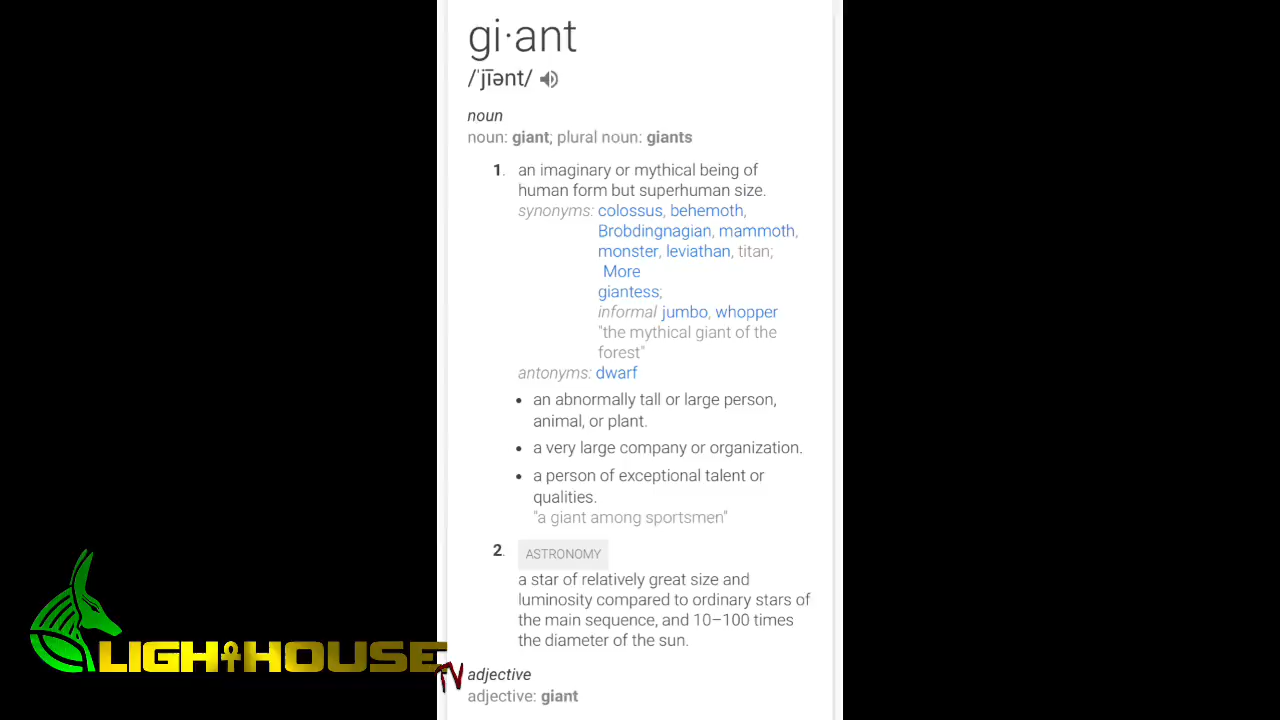 gi·ant
/ˈjīənt/
noun
noun: giant; plural noun: giants
1. an imaginary or mythical being of
human form but superhuman size.
synonyms: colossus, behemoth,
Brobdingnagian, mammoth,
monster, leviathan, titan;
More
giantess;
informal jumbo, whopper
"the mythical giant of the
forest"
antonyms: dwarf
• an abnormally tall or large person,
animal, or plant.
• a very large company or organization.
• a person of exceptional talent or
qualities.
"a giant among sportsmen"
2. ASTRONOMY
a star of relatively great size and
luminosity compared to ordinary stars of
the main sequence, and 10–100 times
the diameter of the sun.
adjective
adjective: giant
LIGH☥HOUSE
TV